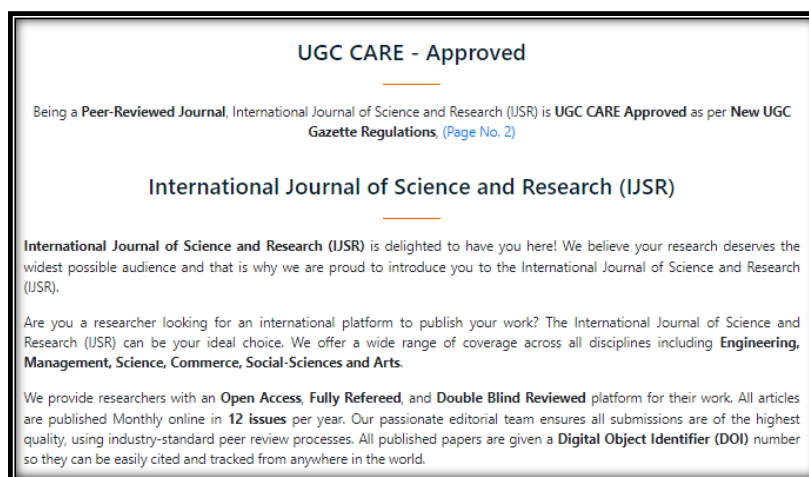 UGC CARE - Approved
Being a Peer-Reviewed Journal, International Journal of Science and Research (IJSR) is UGC CARE Approved as per New UGC
Gazette Regulations, (Page No. 2)
International Journal of Science and Research (IJSR)
International Journal of Science and Research (IJSR) is delighted to have you here! We believe your research deserves the
widest possible audience and that is why we are proud to introduce you to the International Journal of Science and Research
(IJSR).
Are you a researcher looking for an international platform to publish your work? The International Journal of Science and
Research (IJSR) can be your ideal choice. We offer a wide range of coverage across all disciplines including Engineering,
Management, Science, Commerce, Social-Sciences and Arts.
We provide researchers with an Open Access, Fully Refereed, and Double Blind Reviewed platform for their work. All articles
are published Monthly online in 12 issues per year. Our passionate editorial team ensures all submissions are of the highest
quality, using industry-standard peer review processes. All published papers are given a Digital Object Identifier (DOI) number
so they can be easily cited and tracked from anywhere in the world.